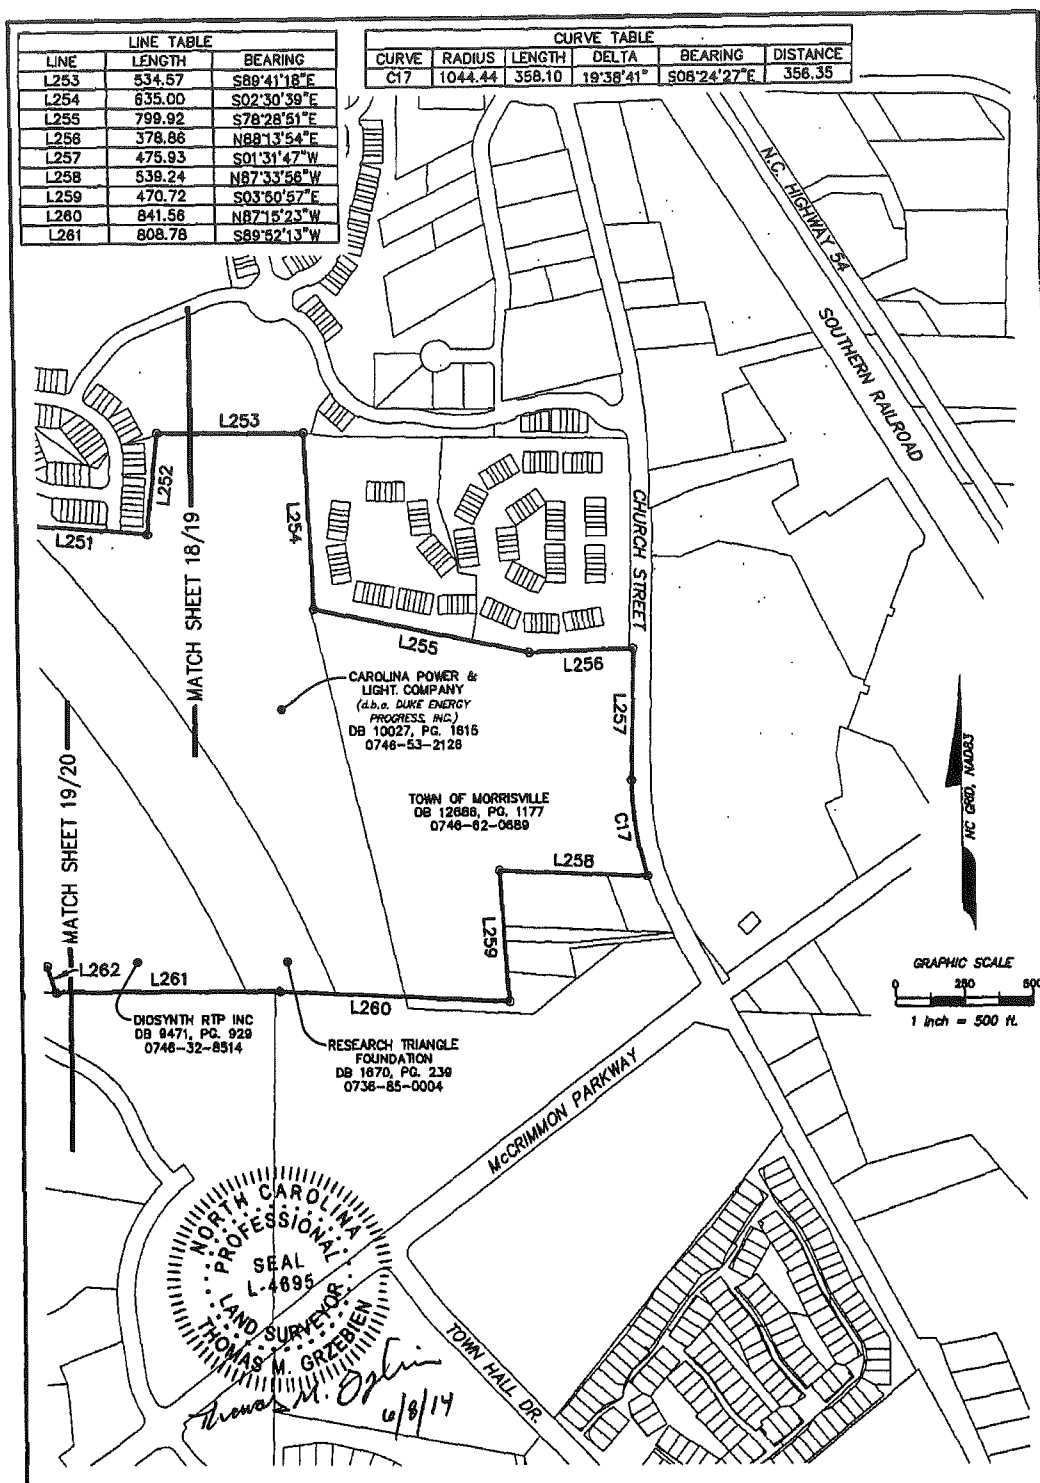 LINE TABLE
LINE LENGTH BEARING
L253 534.57 S89°41'18"E
L254 635.00 S02°30'39"E
L255 799.92 S78°28'51"E
L256 378.86 N88°13'54"E
L257 475.93 S01°31'47"W
L258 539.24 N87°33'56"W
L259 470.72 S03°50'57"E
L260 841.56 N87°15'23"W
L261 808.78 S89°52'13"W
CURVE TABLE
CURVE RADIUS LENGTH DELTA BEARING DISTANCE
C17 1044.44 358.10 19°38'41" S08°24'27"E 356.35
N.C. HIGHWAY 54
SOUTHERN RAILROAD
L253
L252
L251
L254
MATCH SHEET 18/19
CHURCH STREET
L255
L256
L257
CAROLINA POWER &
LIGHT COMPANY
(d.b.a. DUKE ENERGY
PROGRESS, INC.)
DB 10027, PG. 1615
0746-53-2126
TOWN OF MORRISVILLE
DB 12688, PG. 1177
0746-62-0689
C17
L258
L259
MATCH SHEET 19/20
NC GRID, NAD83
L262
L261
L260
DIOSYNTH RTP INC
DB 9471, PG. 929
0746-32-8514
RESEARCH TRIANGLE
FOUNDATION
DB 1670, PG. 239
0736-85-0004
GRAPHIC SCALE
0 250 500
1 inch = 500 ft.
McCRIMMON PARKWAY
TOWN HALL DR.
NORTH CAROLINA
PROFESSIONAL
SEAL
L-4695
LAND SURVEYOR
THOMAS M. GRZEBIEN
6/8/14